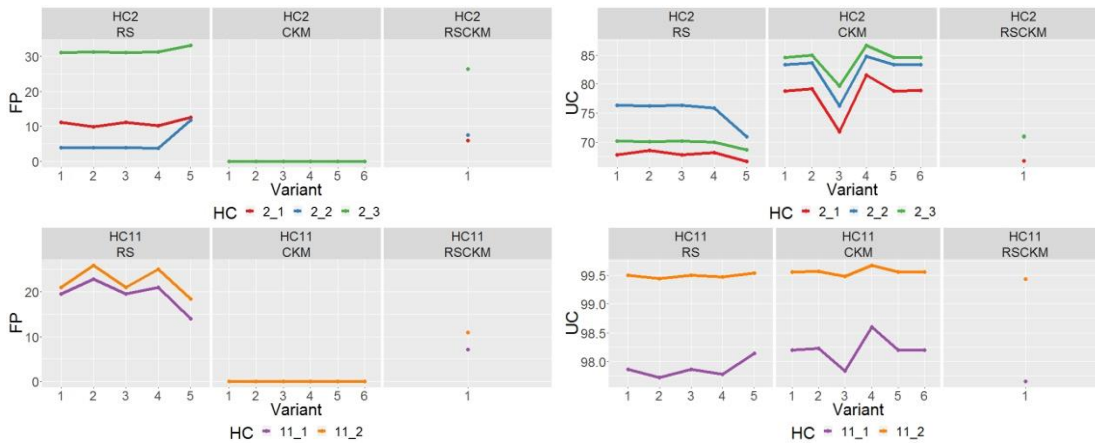 HC2 HC2 HC2
RS CKM RSCKM
30
20
10
0
FP
1 2 3 4 5 1 2 3 4 5 6 1
Variant
HC 2_1 2_2 2_3
HC2 HC2 HC2
RS CKM RSCKM
85
80
75
70
UC
1 2 3 4 5 1 2 3 4 5 6 1
Variant
HC 2_1 2_2 2_3
HC11 HC11 HC11
RS CKM RSCKM
20
10
0
FP
1 2 3 4 5 1 2 3 4 5 6 1
Variant
HC 11_1 11_2
HC11 HC11 HC11
RS CKM RSCKM
99.5
99.0
98.5
98.0
UC
1 2 3 4 5 1 2 3 4 5 6 1
Variant
HC 11_1 11_2